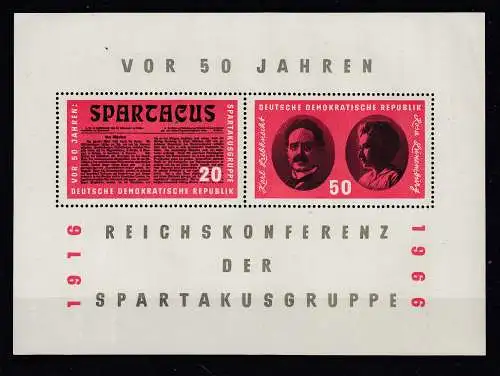 VOR 50 JAHREN
VOR 50 JAHREN:
SPARTACUS
SPARTAKUSGRUPPE
20
DEUTSCHE DEMOKRATISCHE REPUBLIK
DEUTSCHE DEMOKRATISCHE REPUBLIK
Karl Liebknecht
Rosa Luxemburg
50
1916
REICHSKONFERENZ
DER
SPARTAKUSGRUPPE
1966